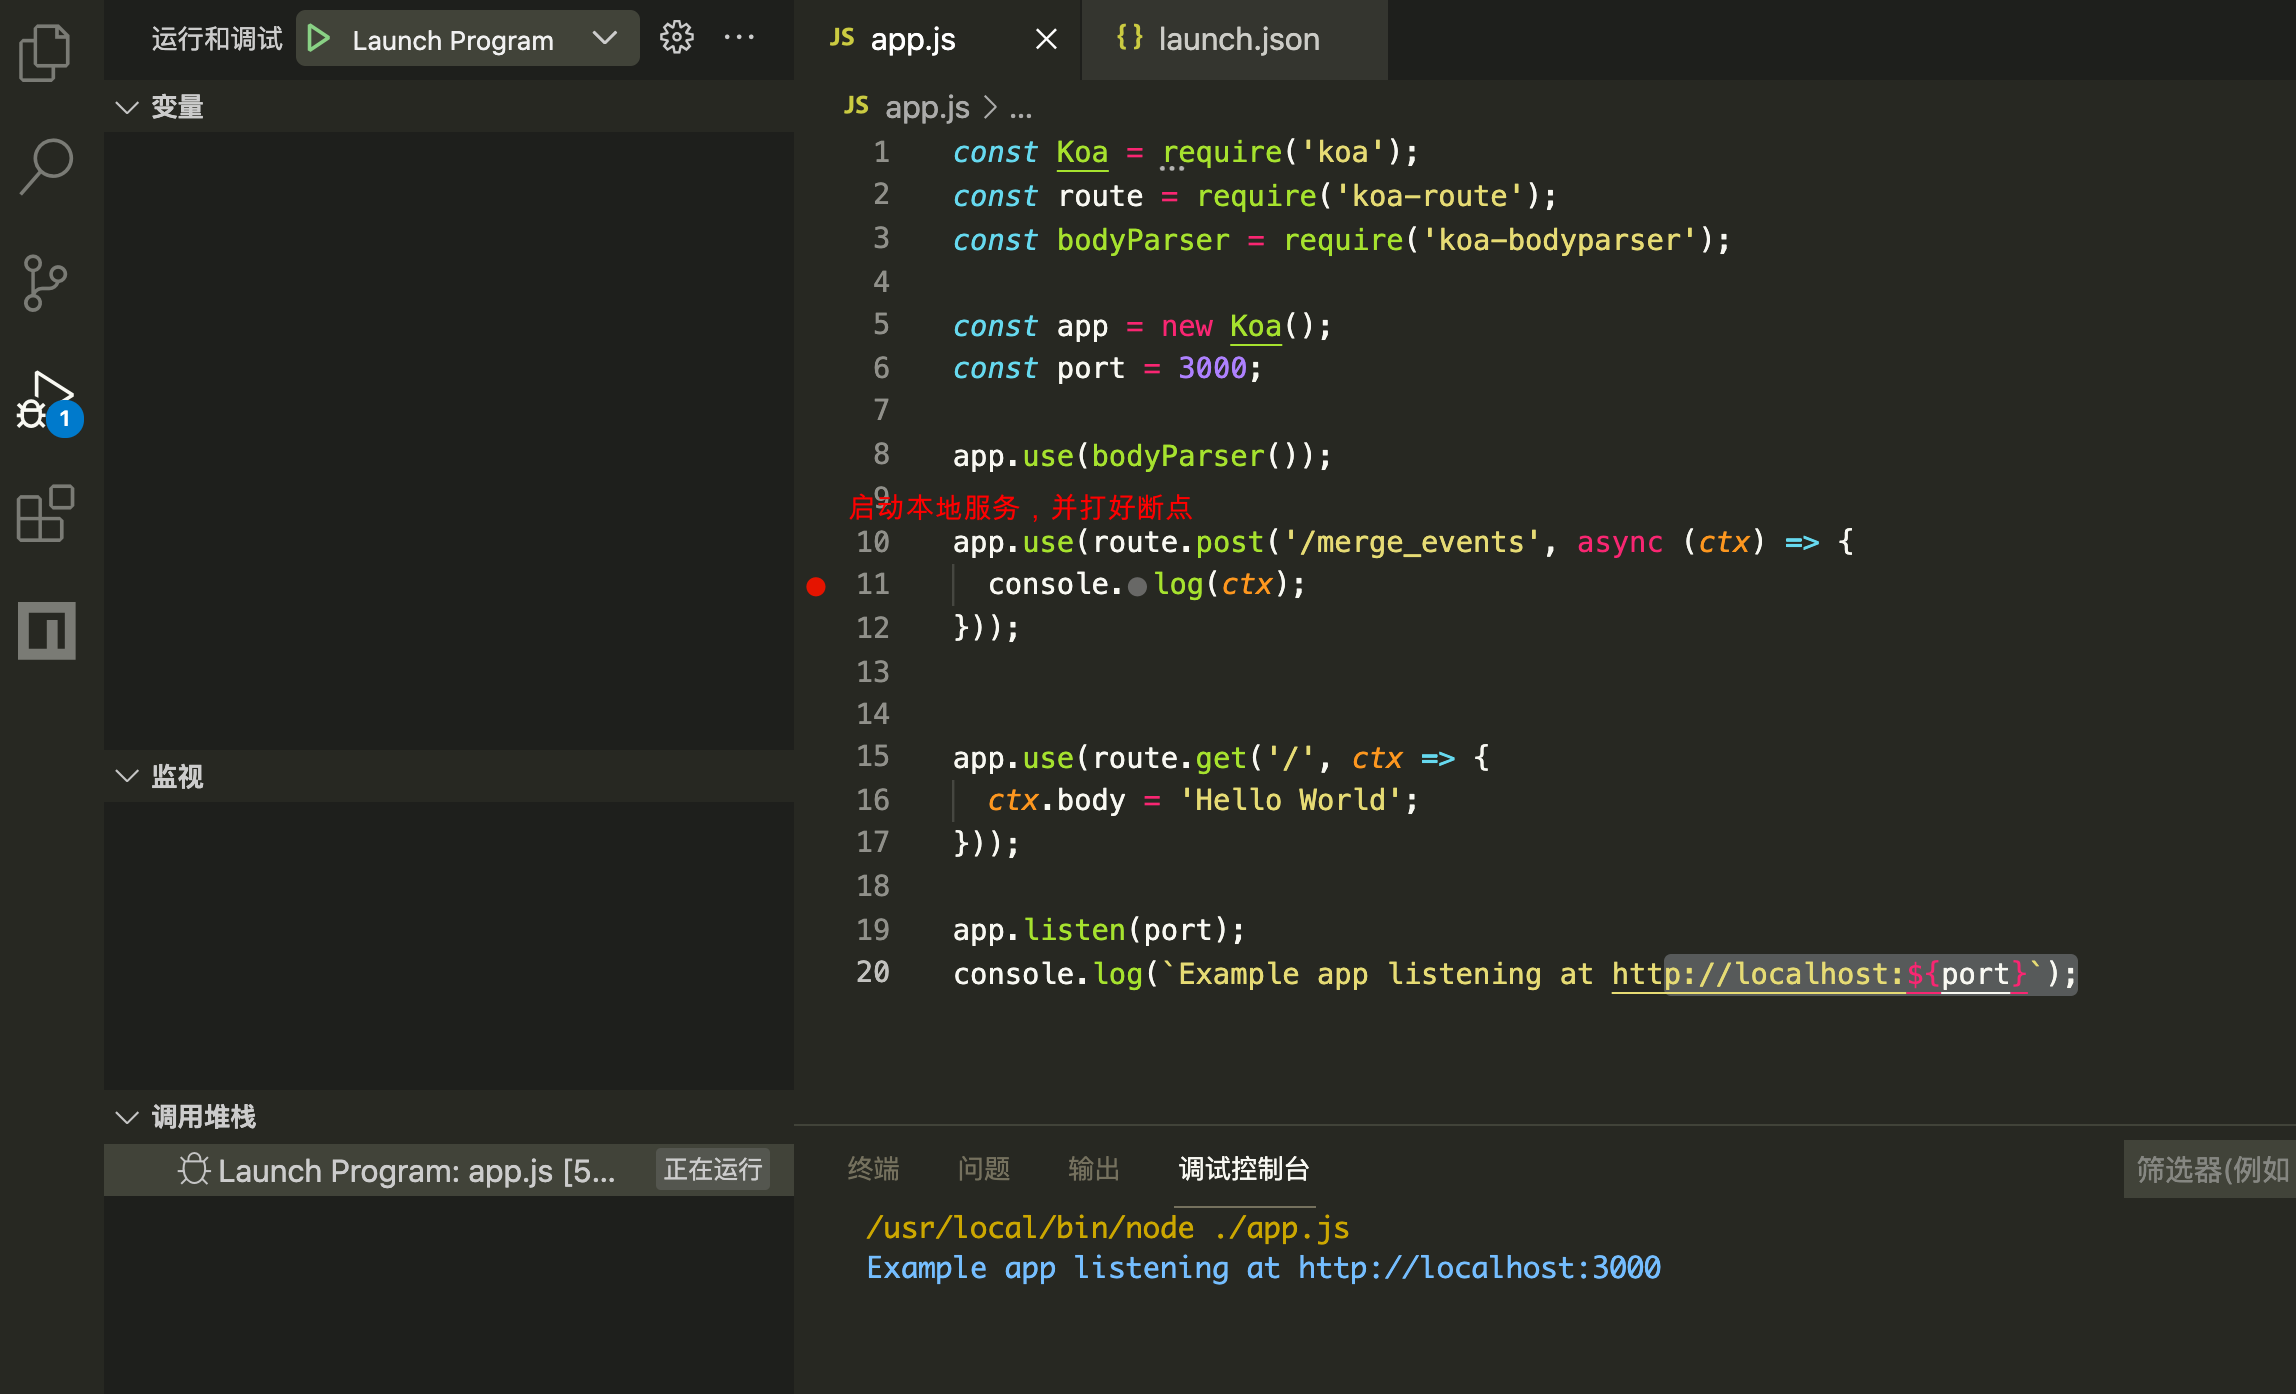 运行和调试 Launch Program ···
变量
监视
调用堆栈
Launch Program: app.js [5... 正在运行
1
JS app.js
{} launch.json
JS app.js > ...
1 const Koa = require('koa');
2 const route = require('koa-route');
3 const bodyParser = require('koa-bodyparser');
4
5 const app = new Koa();
6 const port = 3000;
7
8 app.use(bodyParser());
9
启动本地服务，并打好断点
10 app.use(route.post('/merge_events', async (ctx) => {
11 console.log(ctx);
12 }));
13
14
15 app.use(route.get('/', ctx => {
16 ctx.body = 'Hello World';
17 }));
18
19 app.listen(port);
20 console.log(`Example app listening at http://localhost:${port}`);
终端 问题 输出 调试控制台 筛选器(例如
/usr/local/bin/node ./app.js
Example app listening at http://localhost:3000